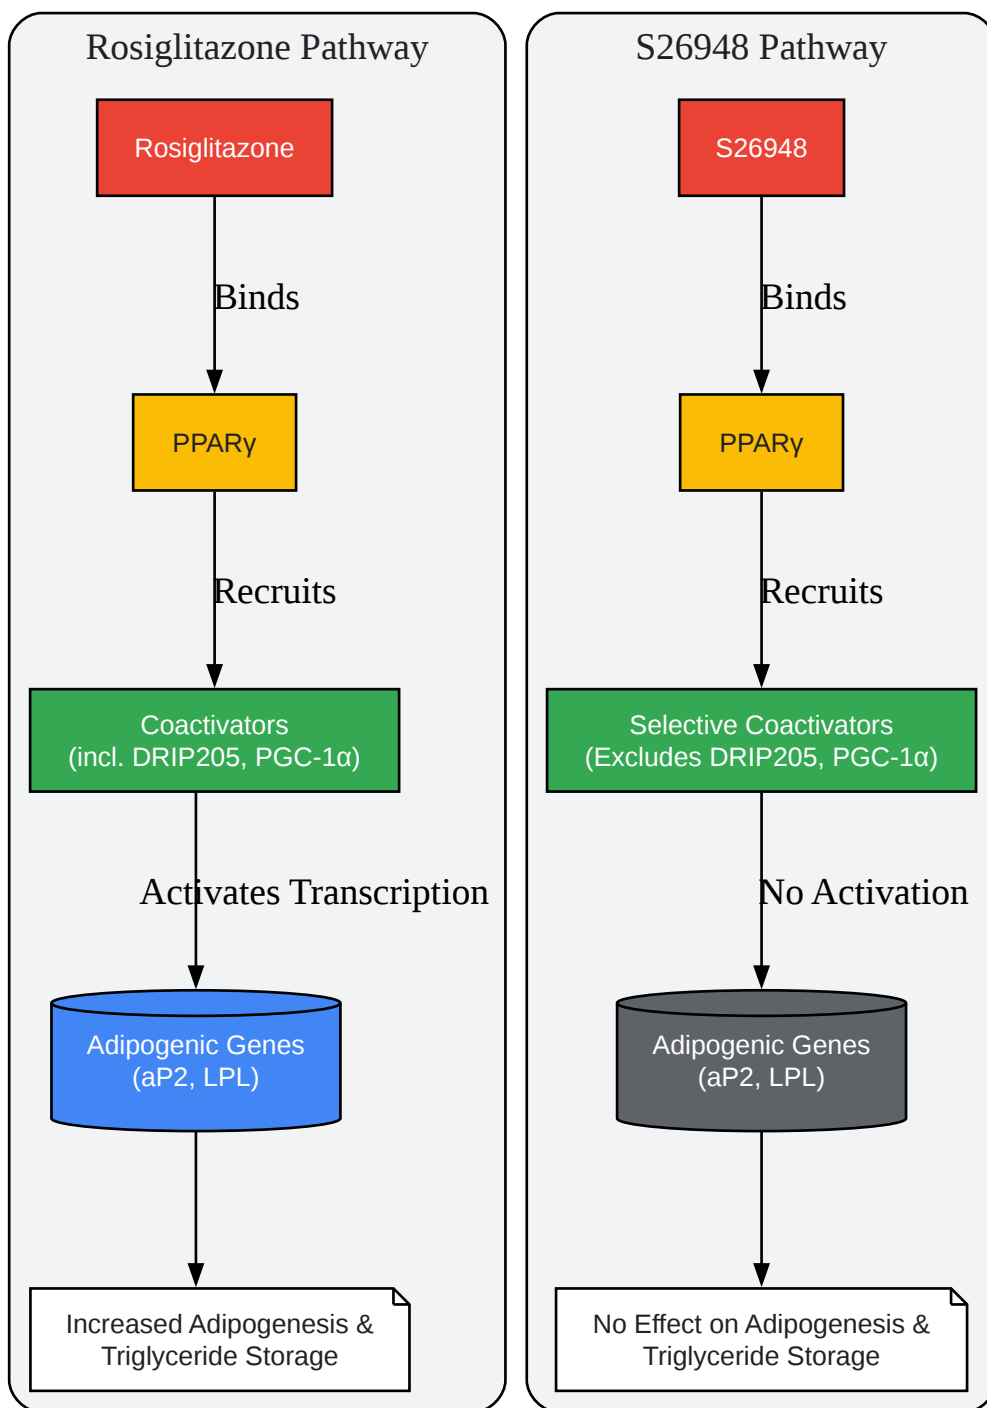 Rosiglitazone Pathway
Rosiglitazone
Binds
PPARγ
Recruits
Coactivators
(incl. DRIP205, PGC-1α)
Activates Transcription
Adipogenic Genes
(aP2, LPL)
Increased Adipogenesis &
Triglyceride Storage
S26948 Pathway
S26948
Binds
PPARγ
Recruits
Selective Coactivators
(Excludes DRIP205, PGC-1α)
No Activation
Adipogenic Genes
(aP2, LPL)
No Effect on Adipogenesis &
Triglyceride Storage